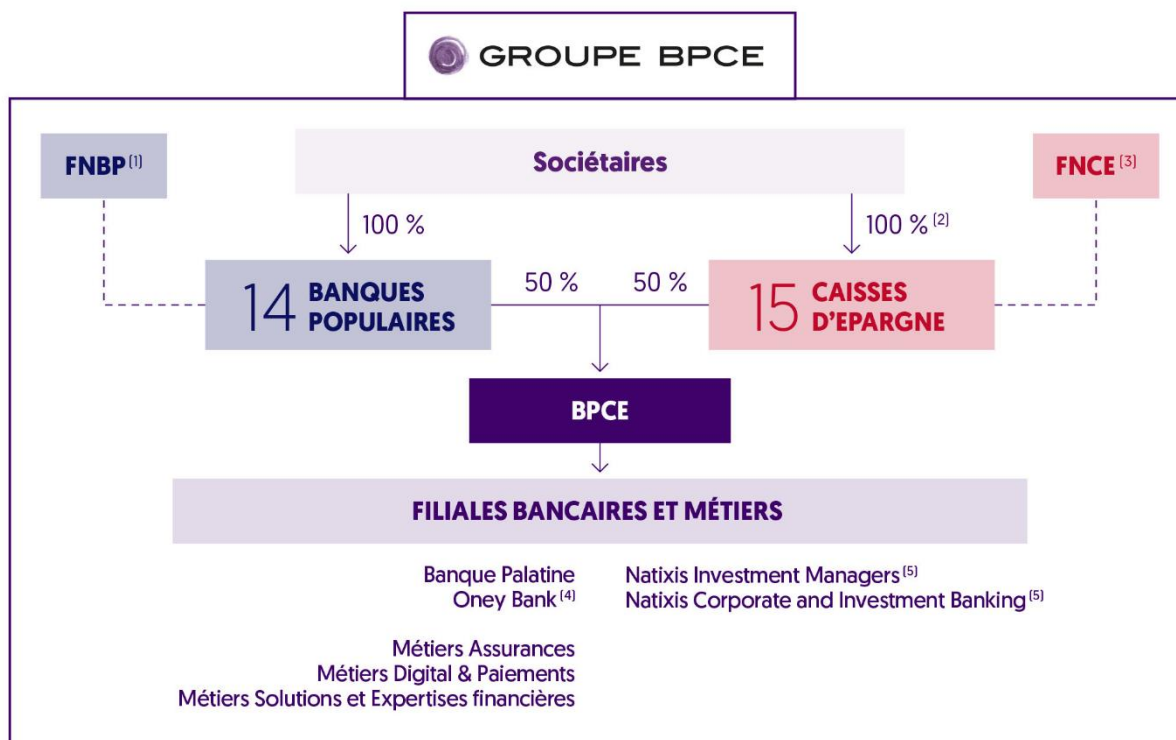 GROUPE BPCE
FNBP (1)
Sociétaires
FNCE (3)
100 %
100 % (2)
14 BANQUES
POPULAIRES
50 %
50 %
15 CAISSES
D'EPARGNE
BPCE
FILIALES BANCAIRES ET MÉTIERS
Banque Palatine
Oney Bank (4)
Natixis Investment Managers (5)
Natixis Corporate and Investment Banking (5)
Métiers Assurances
Métiers Digital & Paiements
Métiers Solutions et Expertises financières